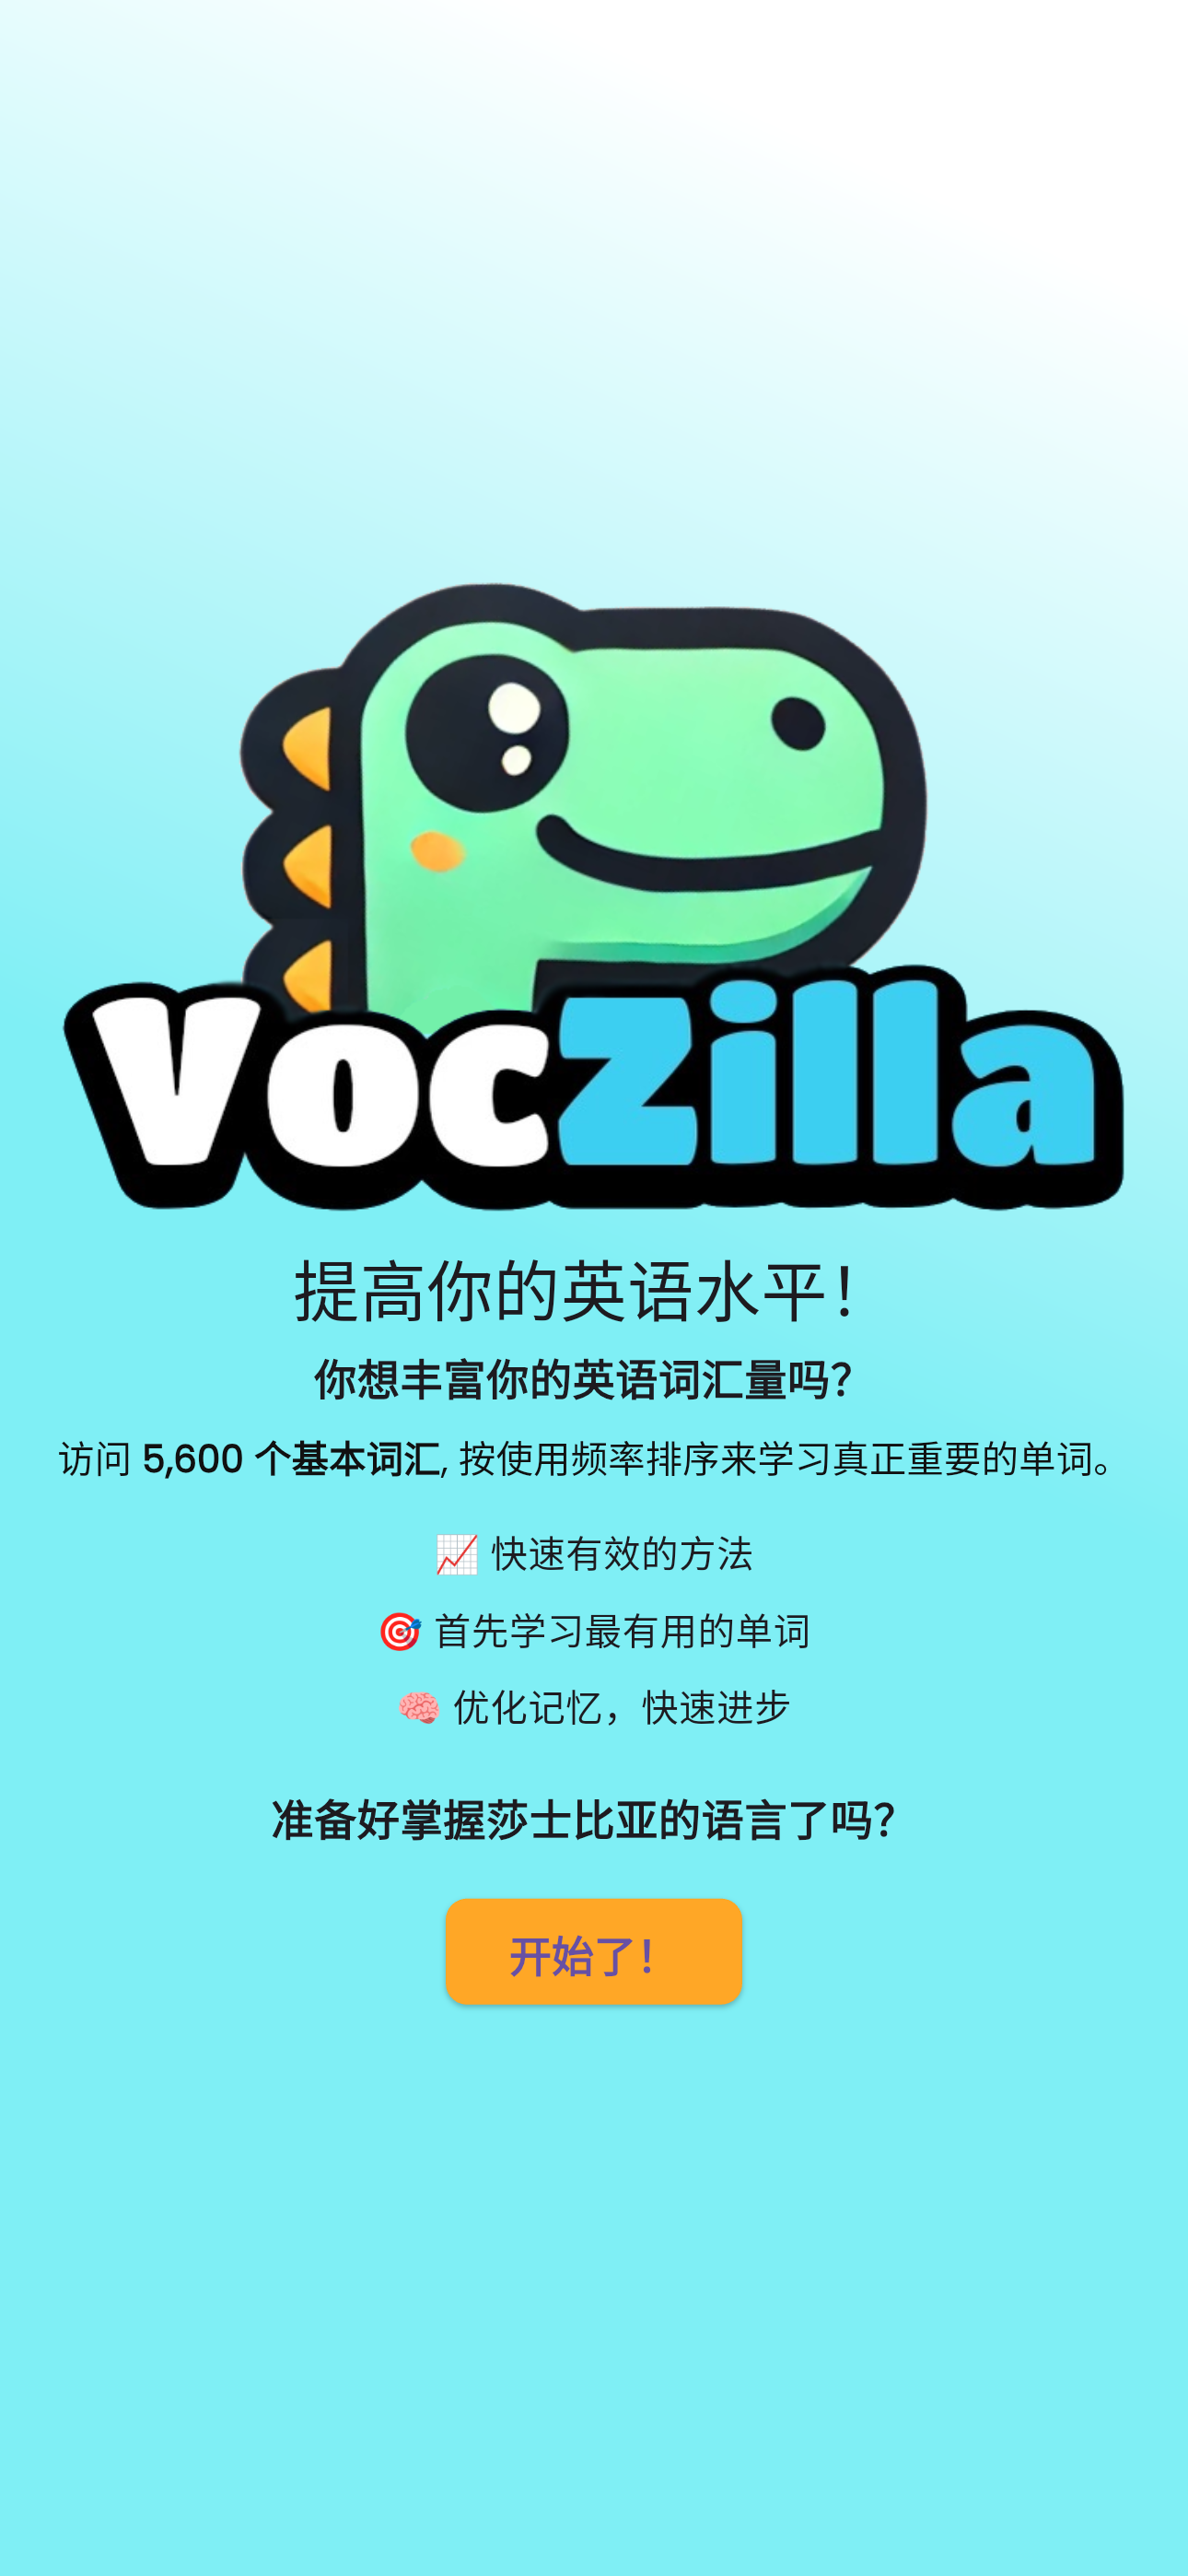 VocZilla
提高你的英语水平！
你想丰富你的英语词汇量吗？
访问 5,600 个基本词汇, 按使用频率排序来学习真正重要的单词。
📈 快速有效的方法
🎯 首先学习最有用的单词
🧠 优化记忆，快速进步
准备好掌握莎士比亚的语言了吗？
开始了！